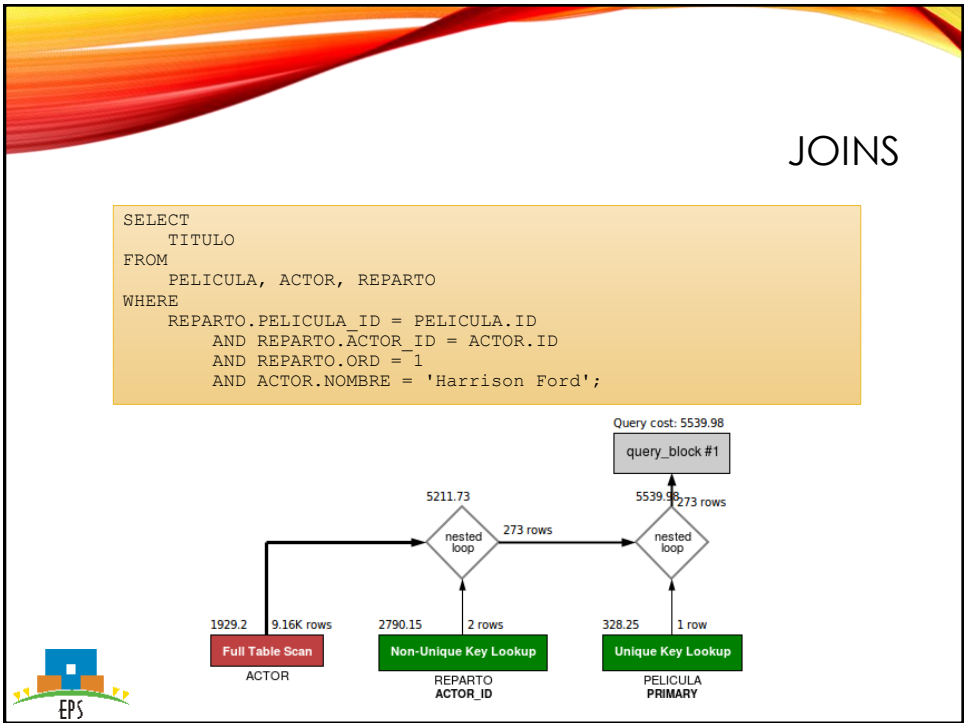 JOINS
SELECT
TITULO
FROM
PELICULA, ACTOR, REPARTO
WHERE
REPARTO.PELICULA_ID = PELICULA.ID
AND REPARTO.ACTOR_ID = ACTOR.ID
AND REPARTO.ORD = 1
AND ACTOR.NOMBRE = 'Harrison Ford';
Query cost: 5539.98
query_block #1
5211.73
5539.98
273 rows
nested
loop
273 rows
nested
loop
1929.2
9.16K rows
2790.15
2 rows
328.25
1 row
Full Table Scan
Non-Unique Key Lookup
Unique Key Lookup
ACTOR
REPARTO
ACTOR_ID
PELICULA
PRIMARY
EPS